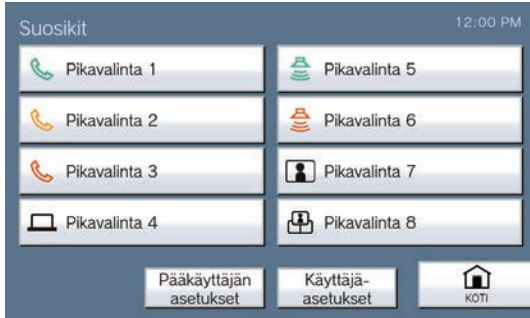 Suosikit
12:00 PM
Pikavalinta 1
Pikavalinta 5
Pikavalinta 2
Pikavalinta 6
Pikavalinta 3
Pikavalinta 7
Pikavalinta 4
Pikavalinta 8
Pääkäyttäjän
asetukset
Käyttäjä-
asetukset
KOTI